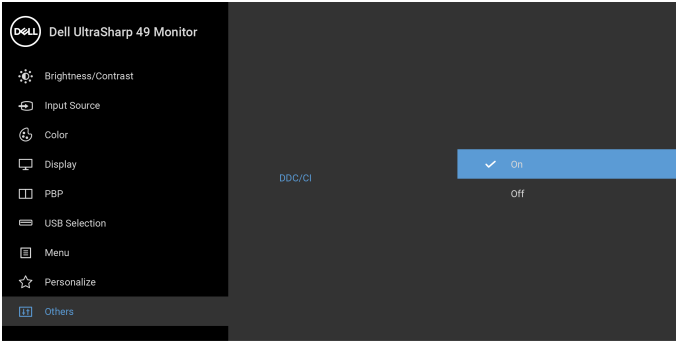 DELL
Dell UltraSharp 49 Monitor
Brightness/Contrast
Input Source
Color
Display
PBP
USB Selection
Menu
Personalize
Others
DDC/CI
On
Off